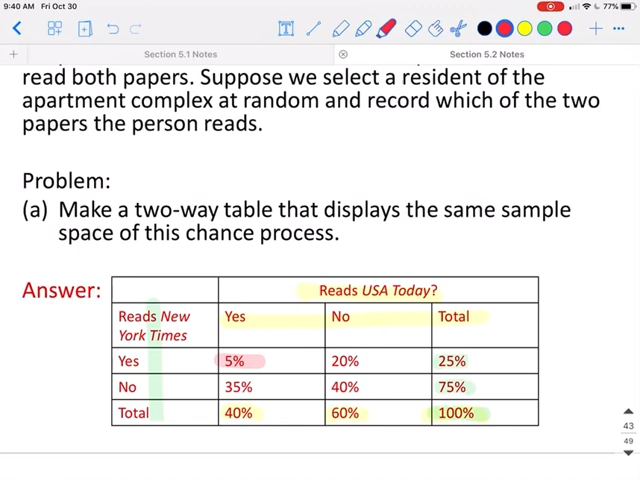 9:40 AM Fri Oct 30
77%
Section 5.1 Notes
Section 5.2 Notes
read both papers. Suppose we select a resident of the
apartment complex at random and record which of the two
papers the person reads.
Problem:
(a) Make a two-way table that displays the same sample
space of this chance process.
Answer:
Reads USA Today?
Reads New York Times Yes No Total
Yes 5% 20% 25%
No 35% 40% 75%
Total 40% 60% 100%
43
49